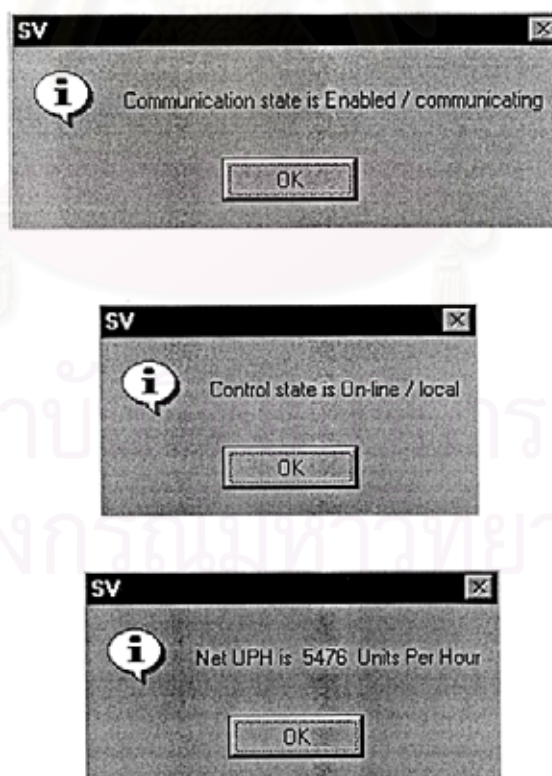 SV
Communication state is Enabled / communicating
OK
SV
Control state is On-line / local
OK
SV
Net UPH is 5476 Units Per Hour
OK